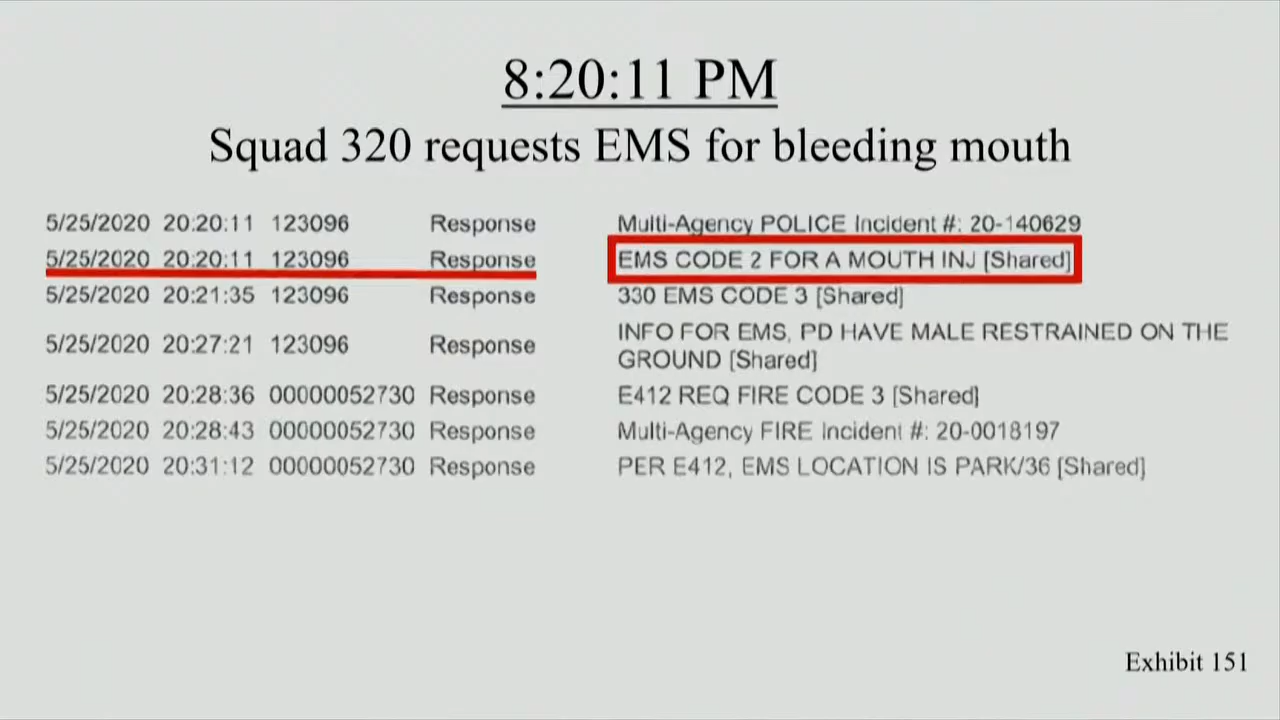 8:20:11 PM
Squad 320 requests EMS for bleeding mouth
5/25/2020 20:20:11 123096 Response Multi-Agency POLICE Incident #: 20-140629
5/25/2020 20:20:11 123096 Response EMS CODE 2 FOR A MOUTH INJ [Shared]
5/25/2020 20:21:35 123096 Response 330 EMS CODE 3 [Shared]
5/25/2020 20:27:21 123096 Response INFO FOR EMS, PD HAVE MALE RESTRAINED ON THE
GROUND [Shared]
5/25/2020 20:28:36 00000052730 Response E412 REQ FIRE CODE 3 [Shared]
5/25/2020 20:28:43 00000052730 Response Multi-Agency FIRE Incident #: 20-0018197
5/25/2020 20:31:12 00000052730 Response PER E412, EMS LOCATION IS PARK/36 [Shared]
Exhibit 151